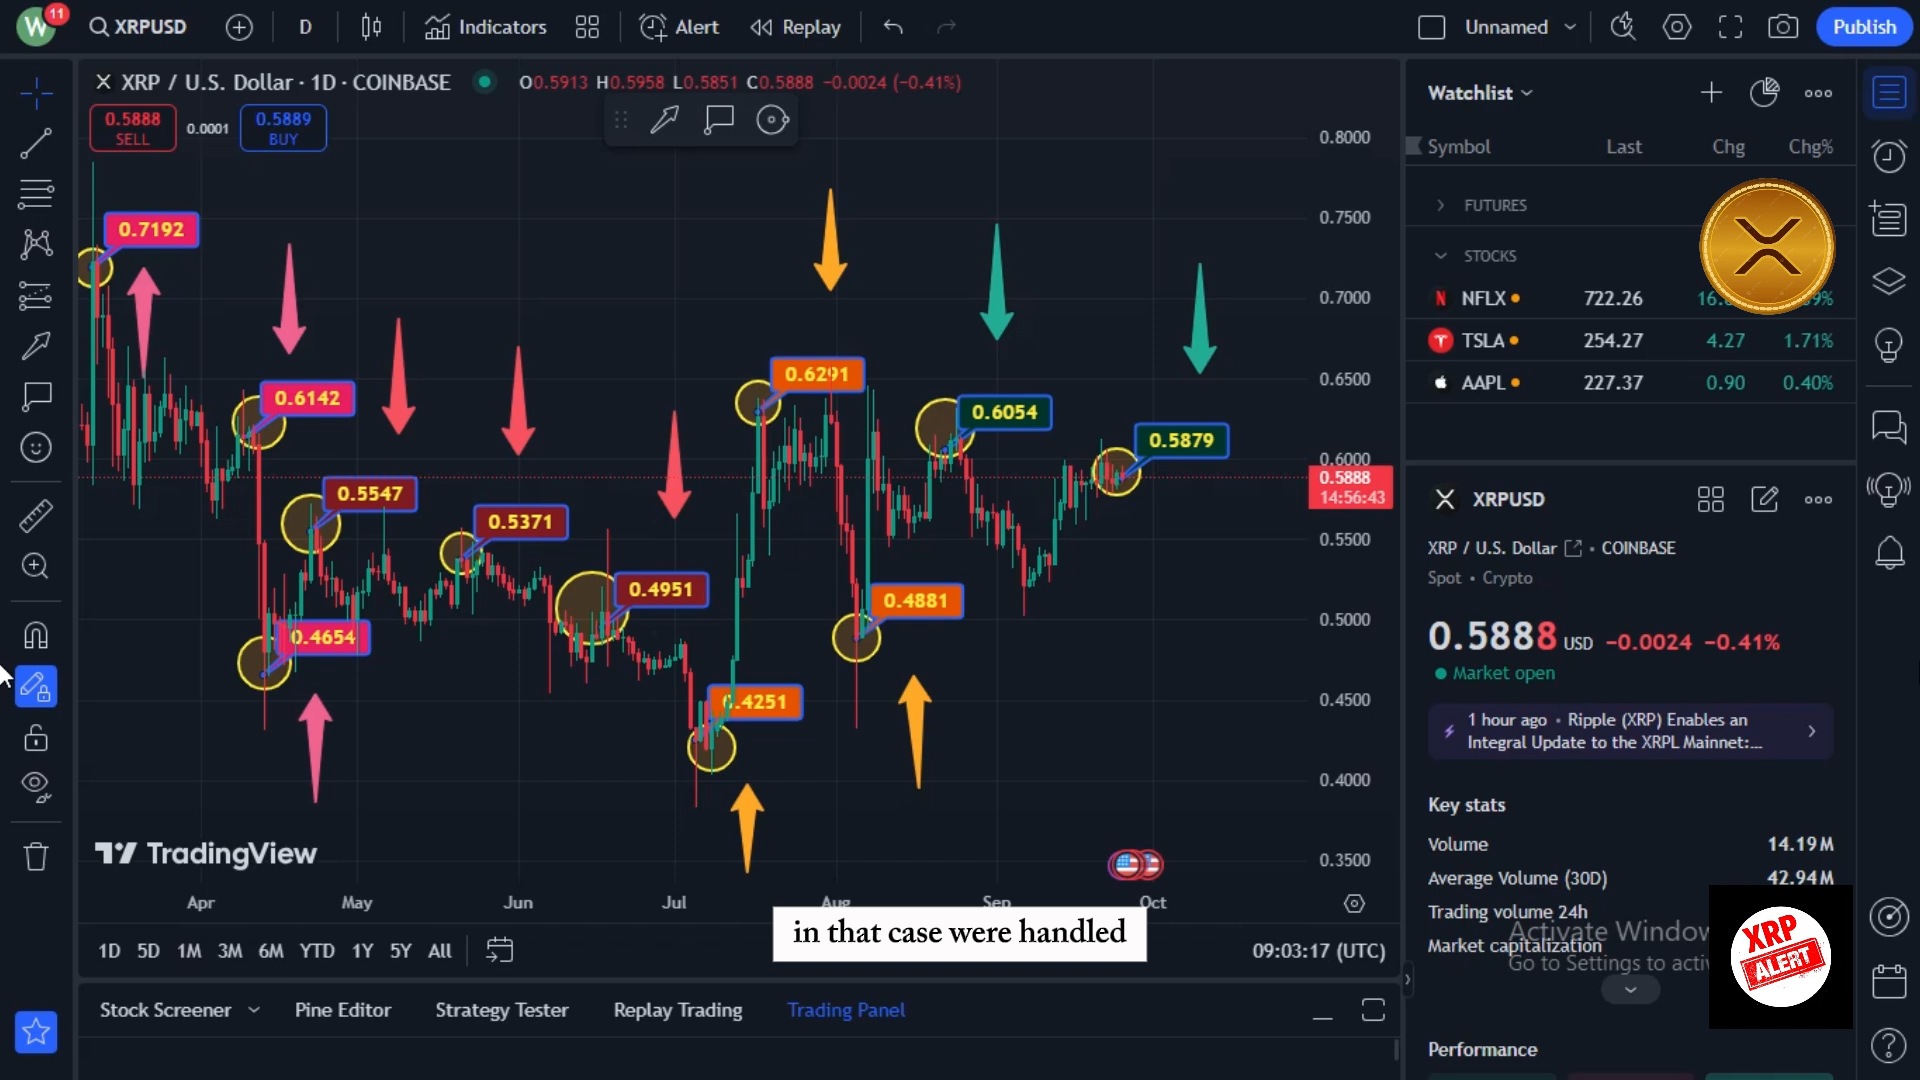 W 11 XRPUSD D Indicators Alert Replay Unnamed Publish
XRP / U.S. Dollar · 1D · COINBASE O0.5913 H0.5958 L0.5851 C0.5888 −0.0024 (−0.41%)
0.5888 SELL 0.0001 0.5889 BUY
0.8000
0.7500
0.7000
0.6500
0.6000
0.5888
14:56:43
0.5500
0.5000
0.4500
0.4000
0.3500
0.7192
0.6142
0.5547
0.4654
0.5371
0.4951
0.4251
0.6291
0.4881
0.6054
0.5879
TradingView
Apr May Jun Jul Aug Sep Oct
in that case were handled
1D 5D 1M 3M 6M YTD 1Y 5Y All 09:03:17 (UTC)
Stock Screener Pine Editor Strategy Tester Replay Trading Trading Panel
Watchlist
Symbol Last Chg Chg%
FUTURES
STOCKS
NFLX 722.26 16.
TSLA 254.27 4.27 1.71%
AAPL 227.37 0.90 0.40%
XRPUSD
XRP / U.S. Dollar • COINBASE
Spot • Crypto
0.5888 USD −0.0024 −0.41%
Market open
1 hour ago • Ripple (XRP) Enables an
Integral Update to the XRPL Mainnet:...
Key stats
Volume 14.19M
Average Volume (30D) 42.94M
Trading volume 24h
Market capitalization
Activate Window
Go to Settings to acti
XRP
ALERT
Performance